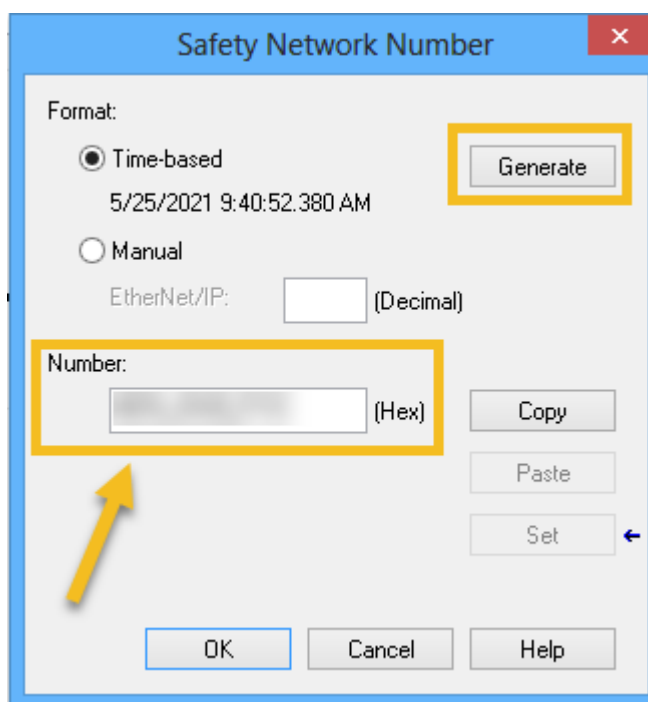 Safety Network Number
Format:
Time-based
Generate
5/25/2021 9:40:52.380 AM
Manual
EtherNet/IP:
(Decimal)
Number:
(Hex)
Copy
Paste
Set
OK
Cancel
Help